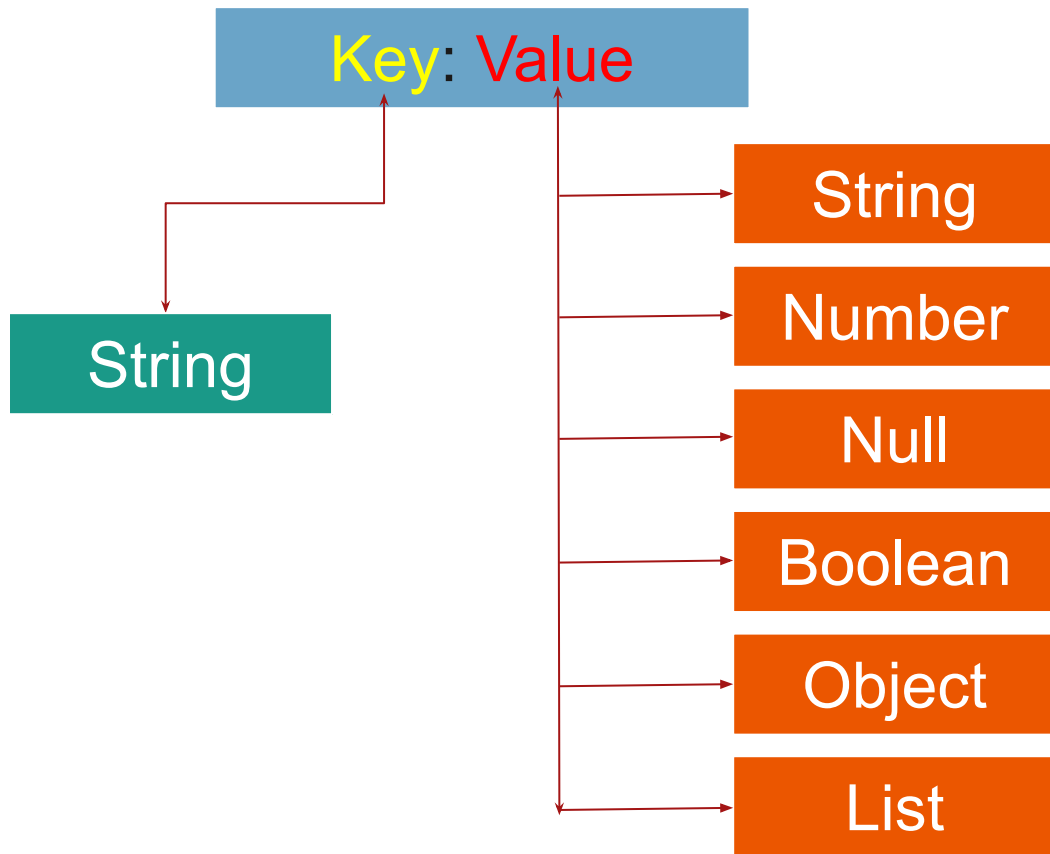 Key: Value
String
String
Number
Null
Boolean
Object
List